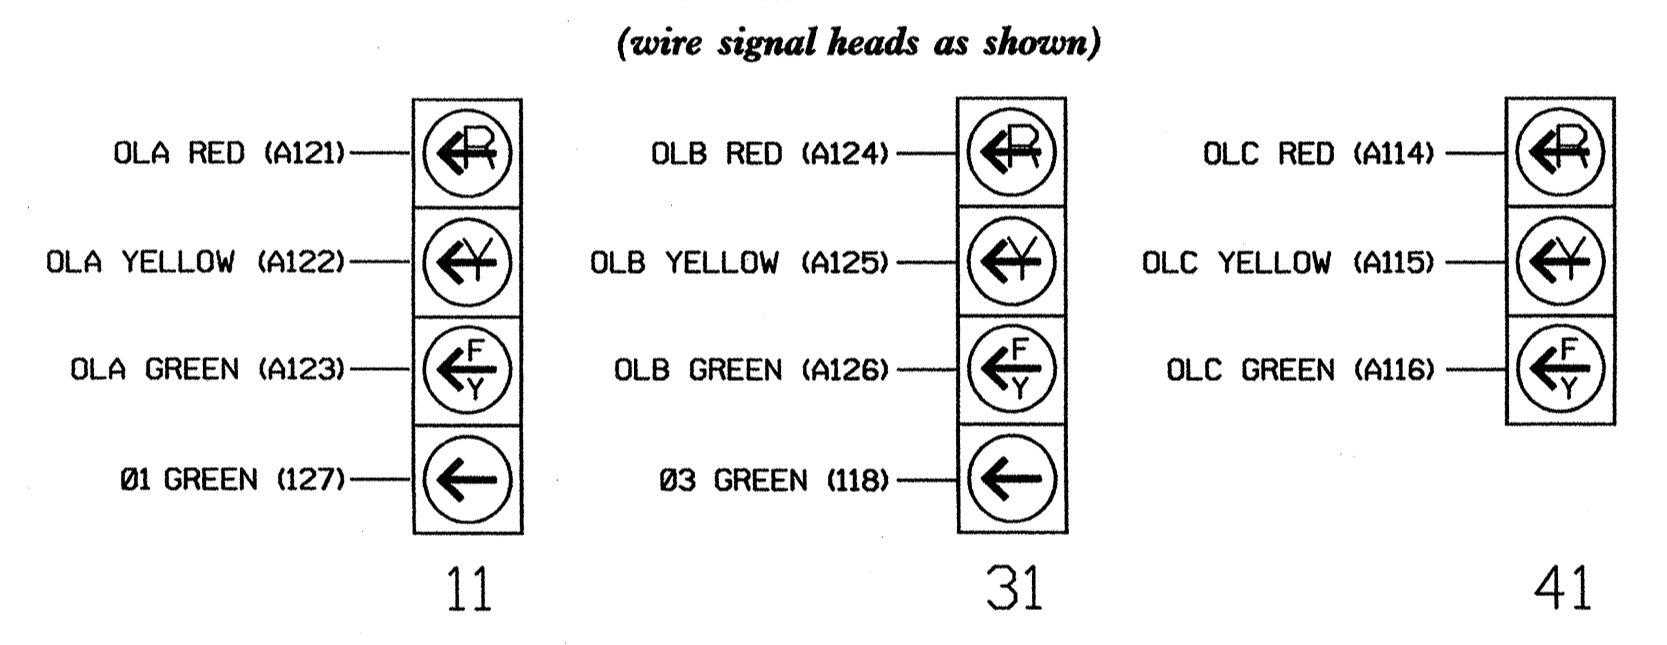 (wire signal heads as shown)
OLA RED (A121)
R
OLB RED (A124)
R
OLC RED (A114)
R
OLA YELLOW (A122)
Y
OLB YELLOW (A125)
Y
OLC YELLOW (A115)
Y
OLA GREEN (A123)
F
Y
OLB GREEN (A126)
F
Y
OLC GREEN (A116)
F
Y
Ø1 GREEN (127)
Ø3 GREEN (118)
11
31
41